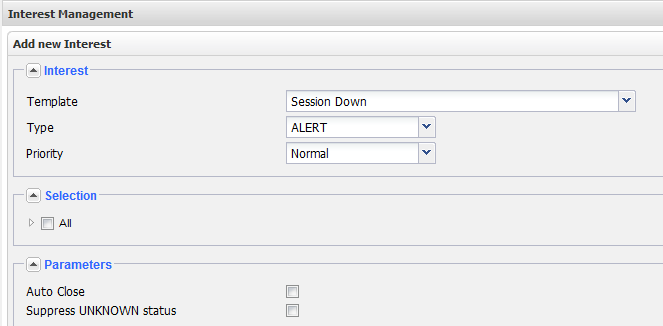 Interest Management
Add new Interest
Interest
Template Session Down
Type ALERT
Priority Normal
Selection
All
Parameters
Auto Close
Suppress UNKNOWN status